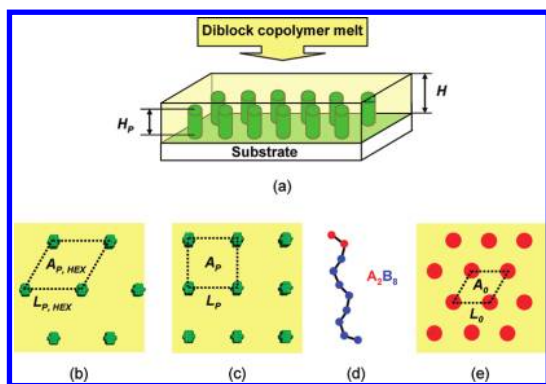 Diblock copolymer melt
H
H_P
Substrate
(a)
A_P, HEX
L_P, HEX
A_P
L_P
A_2B_8
A_0
L_0
(b)
(c)
(d)
(e)